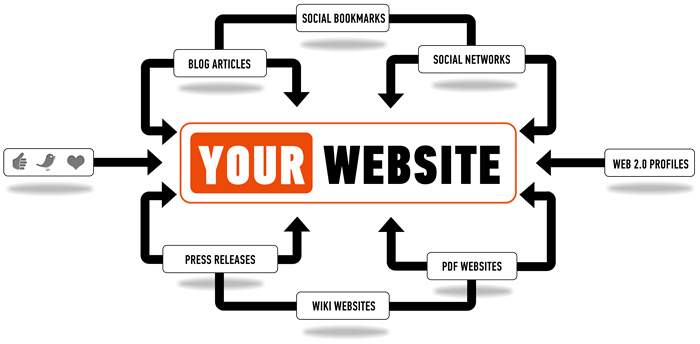 SOCIAL BOOKMARKS
BLOG ARTICLES
SOCIAL NETWORKS
YOUR WEBSITE
WEB 2.0 PROFILES
PRESS RELEASES
PDF WEBSITES
WIKI WEBSITES